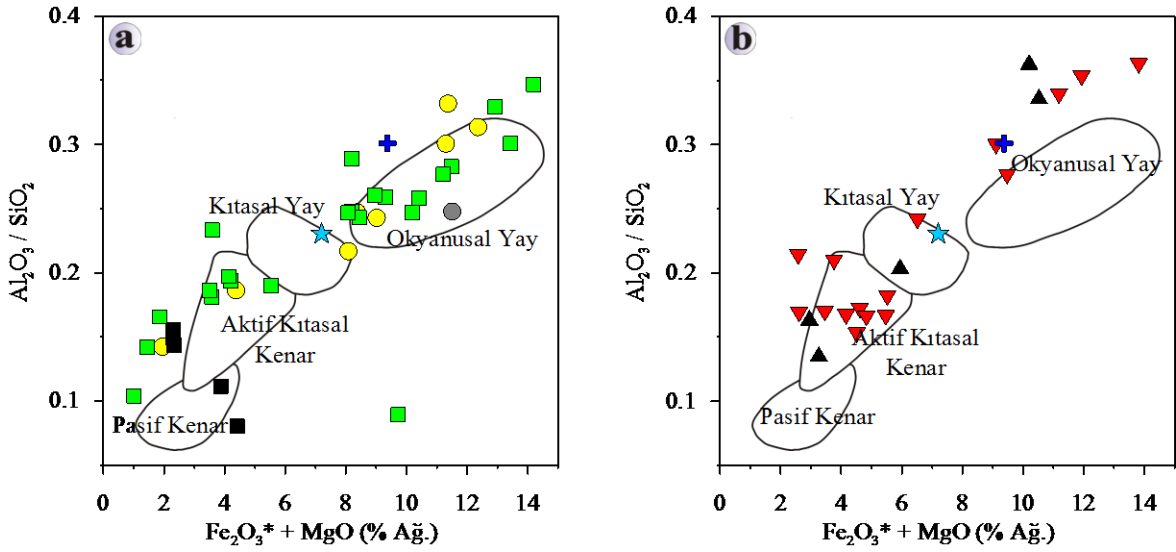 a
0.4
0.3
0.2
0.1
Al₂O₃ / SiO₂
Kıtasal Yay
Okyanusal Yay
Aktif Kıtasal
Kenar
Pasif Kenar
0 2 4 6 8 10 12 14
Fe₂O₃* + MgO (% Ağ.)
b
0.4
0.3
0.2
0.1
Al₂O₃ / SiO₂
Okyanusal Yay
Kıtasal Yay
Aktif Kıtasal
Kenar
Pasif Kenar
0 2 4 6 8 10 12 14
Fe₂O₃* + MgO (% Ağ.)